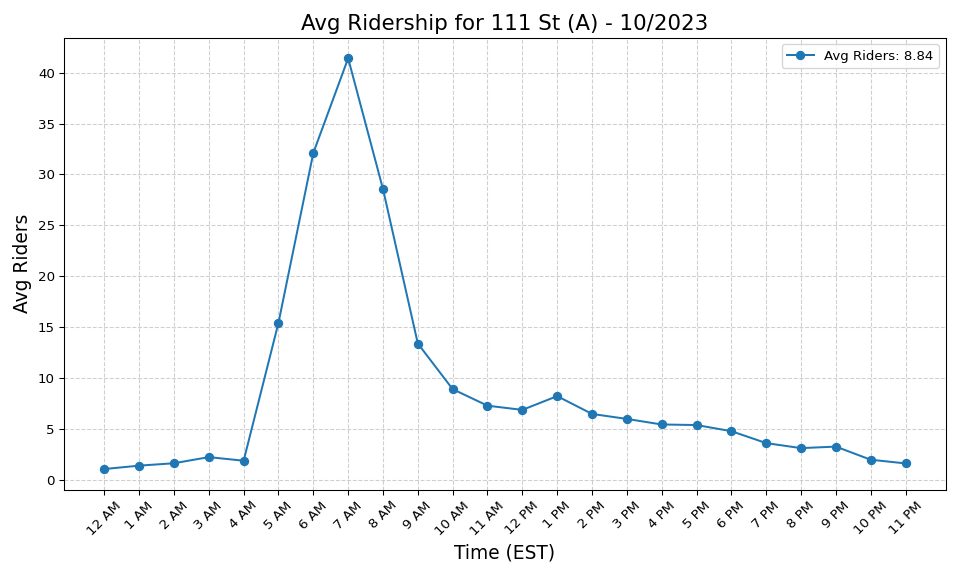 Avg Ridership for 111 St (A) - 10/2023
Avg Riders: 8.84
Avg Riders
40
35
30
25
20
15
10
5
0
12 AM
1 AM
2 AM
3 AM
4 AM
5 AM
6 AM
7 AM
8 AM
9 AM
10 AM
11 AM
12 PM
1 PM
2 PM
3 PM
4 PM
5 PM
6 PM
7 PM
8 PM
9 PM
10 PM
11 PM
Time (EST)